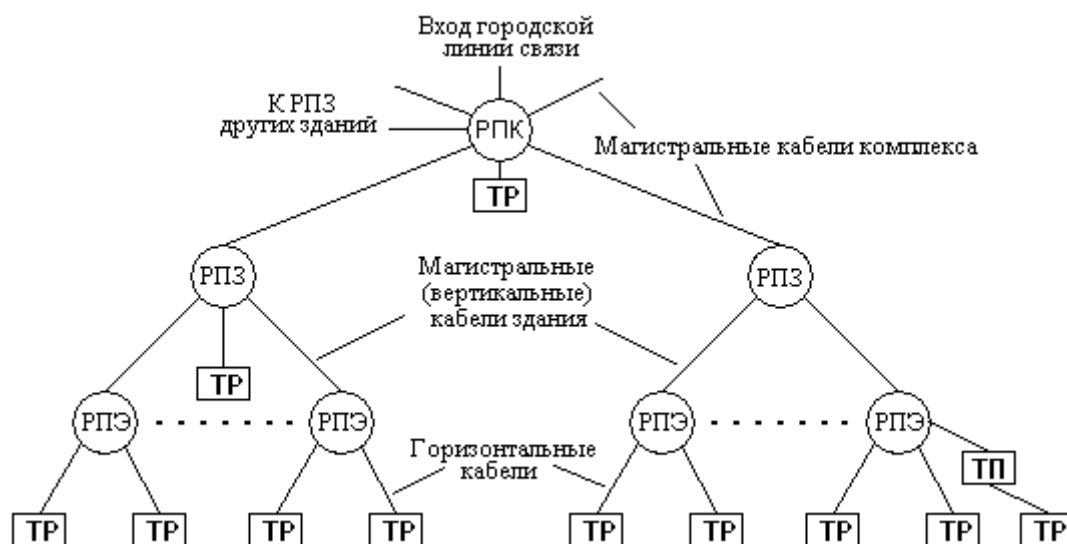 Вход городской
линии связи
К РПЗ
других зданий
РПК
Магистральные кабели комплекса
ТР
РПЗ
Магистральные
(вертикальные)
кабели здания
РПЗ
ТР
РПЭ
РПЭ
РПЭ
РПЭ
Горизонтальные
кабели
ТП
ТР
ТР
ТР
ТР
ТР
ТР
ТР
ТР
ТР